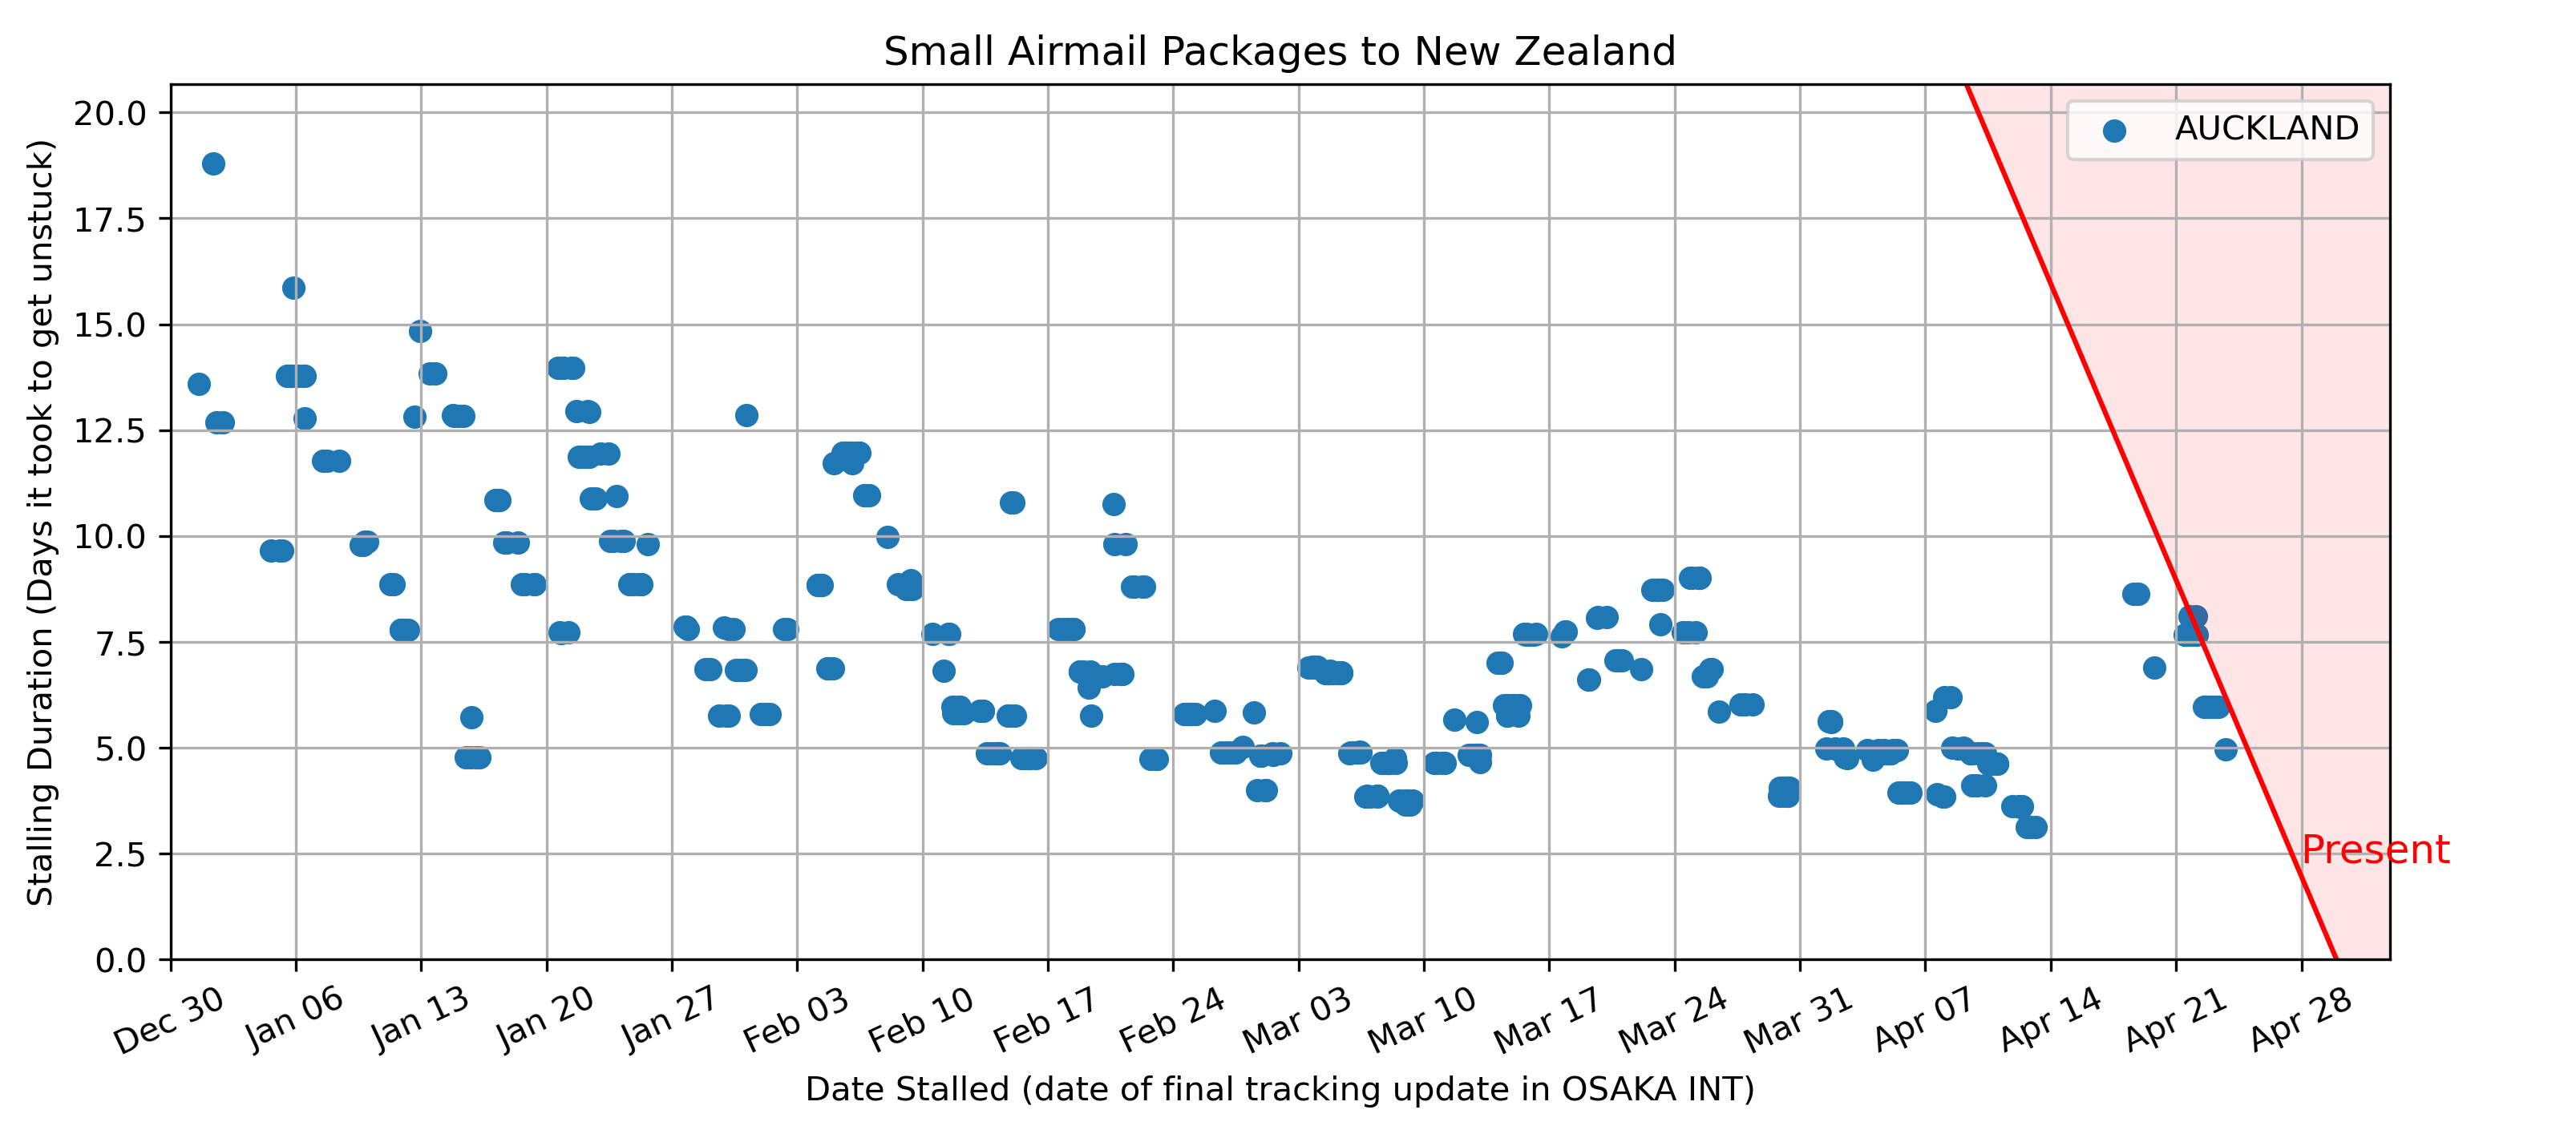 Small Airmail Packages to New Zealand
Stalling Duration (Days it took to get unstuck)
20.0
17.5
15.0
12.5
10.0
7.5
5.0
2.5
0.0
AUCKLAND
Present
Dec 30
Jan 06
Jan 13
Jan 20
Jan 27
Feb 03
Feb 10
Feb 17
Feb 24
Mar 03
Mar 10
Mar 17
Mar 24
Mar 31
Apr 07
Apr 14
Apr 21
Apr 28
Date Stalled (date of final tracking update in OSAKA INT)